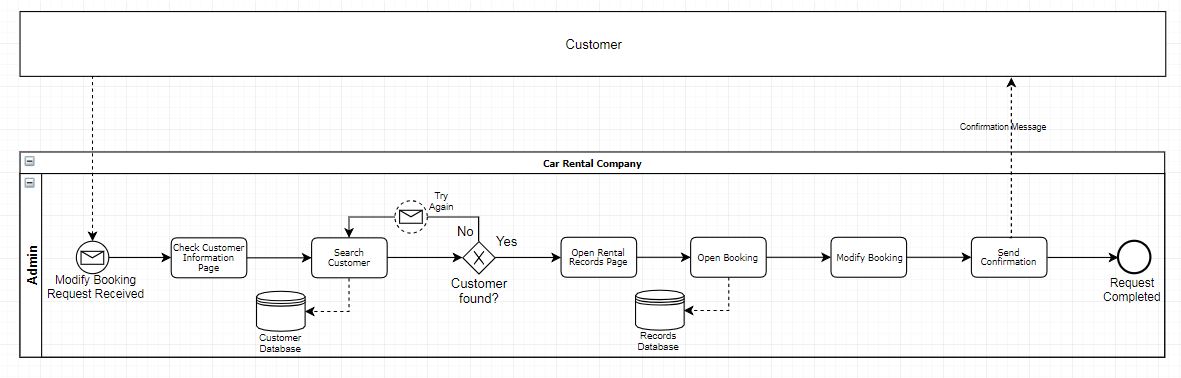 Customer
Confirmation Message
Car Rental Company
Admin
Try
Again
No
Yes
Modify Booking
Request Received
Check Customer
Information
Page
Search
Customer
Customer
found?
Open Rental
Records Page
Open Booking
Modify Booking
Send
Confirmation
Request
Completed
Customer
Database
Records
Database